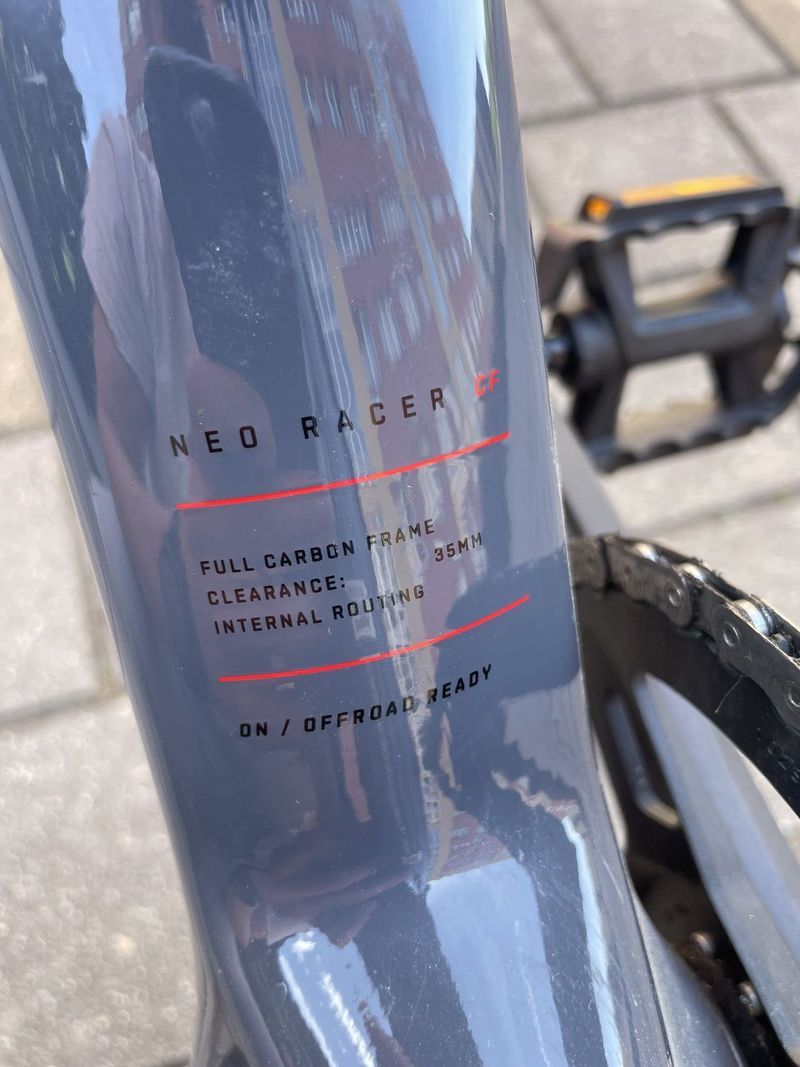 NEO RACER CF
FULL CARBON FRAME
CLEARANCE: 35MM
INTERNAL ROUTING
ON / OFFROAD READY